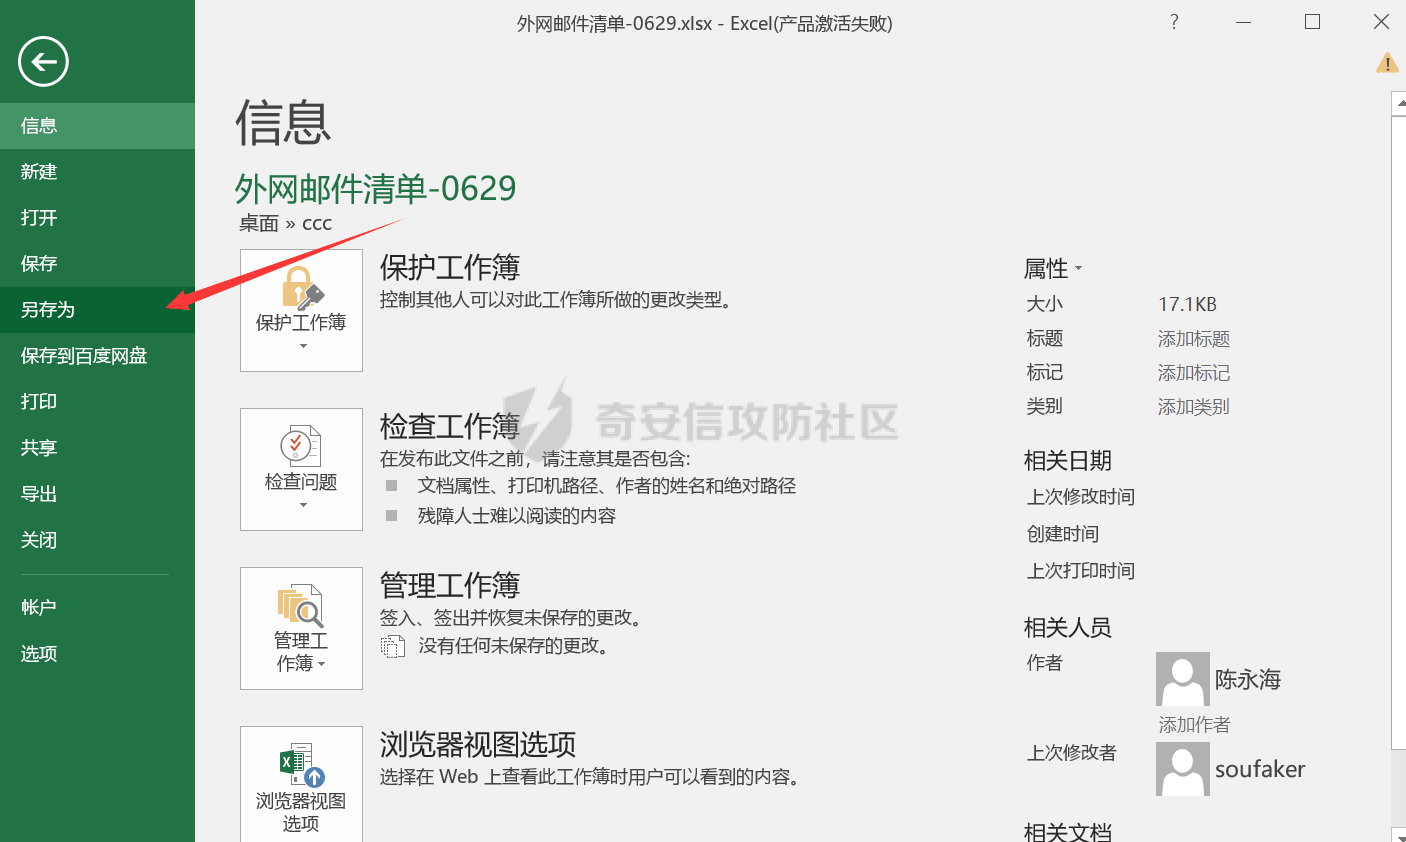 外网邮件清单-0629.xlsx - Excel(产品激活失败)
?
信息
新建
打开
保存
另存为
保存到百度网盘
打印
共享
导出
关闭
帐户
选项
信息
外网邮件清单-0629
桌面 » ccc
保护工作簿
保护工作簿
控制其他人可以对此工作簿所做的更改类型。
检查问题
检查工作簿
在发布此文件之前，请注意其是否包含:
文档属性、打印机路径、作者的姓名和绝对路径
残障人士难以阅读的内容
管理工
作簿
管理工作簿
签入、签出并恢复未保存的更改。
没有任何未保存的更改。
浏览器视图
选项
浏览器视图选项
选择在 Web 上查看此工作簿时用户可以看到的内容。
属性
大小 17.1KB
标题 添加标题
标记 添加标记
类别 添加类别
相关日期
上次修改时间
创建时间
上次打印时间
相关人员
作者 陈永海
添加作者
上次修改者 soufaker
相关文档
奇安信攻防社区